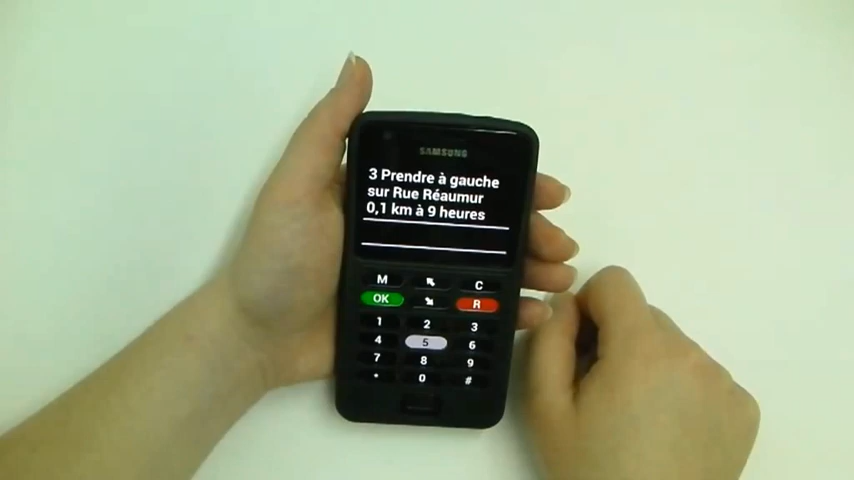 SAMSUNG
3 Prendre à gauche
sur Rue Réaumur
0,1 km à 9 heures
M C
OK R
1 2 3
4 5 6
7 8 9
* 0 #